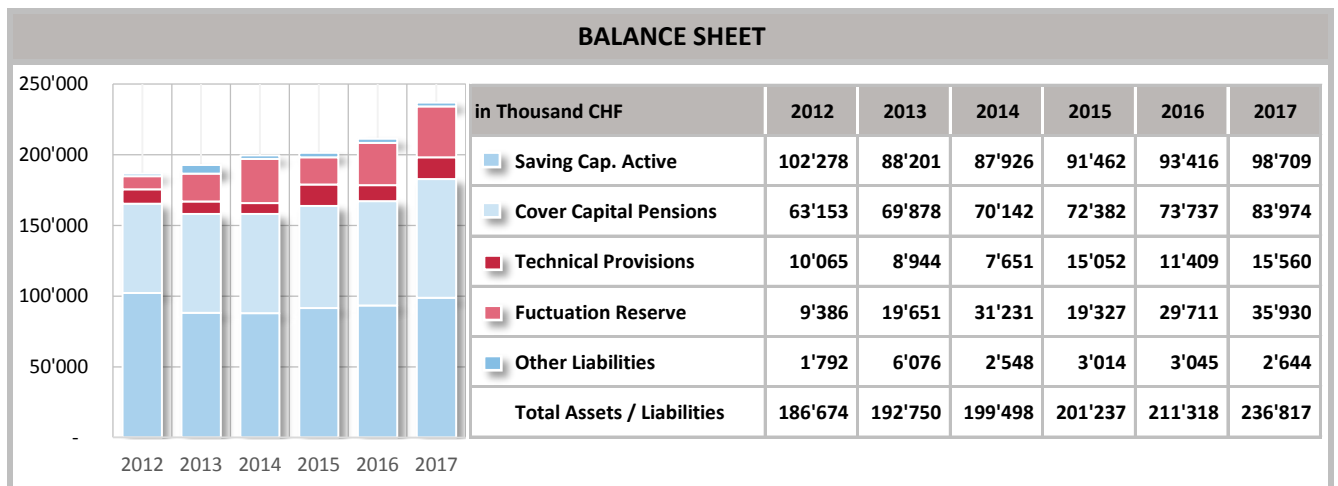 BALANCE SHEET
250'000
200'000
150'000
100'000
50'000
-
2012 2013 2014 2015 2016 2017
in Thousand CHF 2012 2013 2014 2015 2016 2017
Saving Cap. Active 102'278 88'201 87'926 91'462 93'416 98'709
Cover Capital Pensions 63'153 69'878 70'142 72'382 73'737 83'974
Technical Provisions 10'065 8'944 7'651 15'052 11'409 15'560
Fuctuation Reserve 9'386 19'651 31'231 19'327 29'711 35'930
Other Liabilities 1'792 6'076 2'548 3'014 3'045 2'644
Total Assets / Liabilities 186'674 192'750 199'498 201'237 211'318 236'817